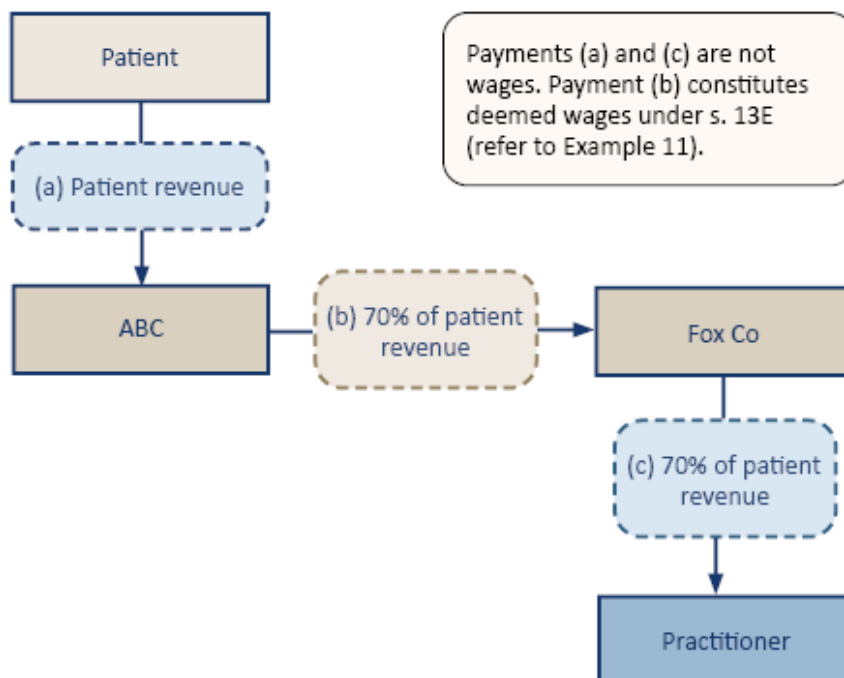 Patient
Payments (a) and (c) are not
wages. Payment (b) constitutes
deemed wages under s. 13E
(refer to Example 11).
(a) Patient revenue
ABC
(b) 70% of patient
revenue
Fox Co
(c) 70% of patient
revenue
Practitioner